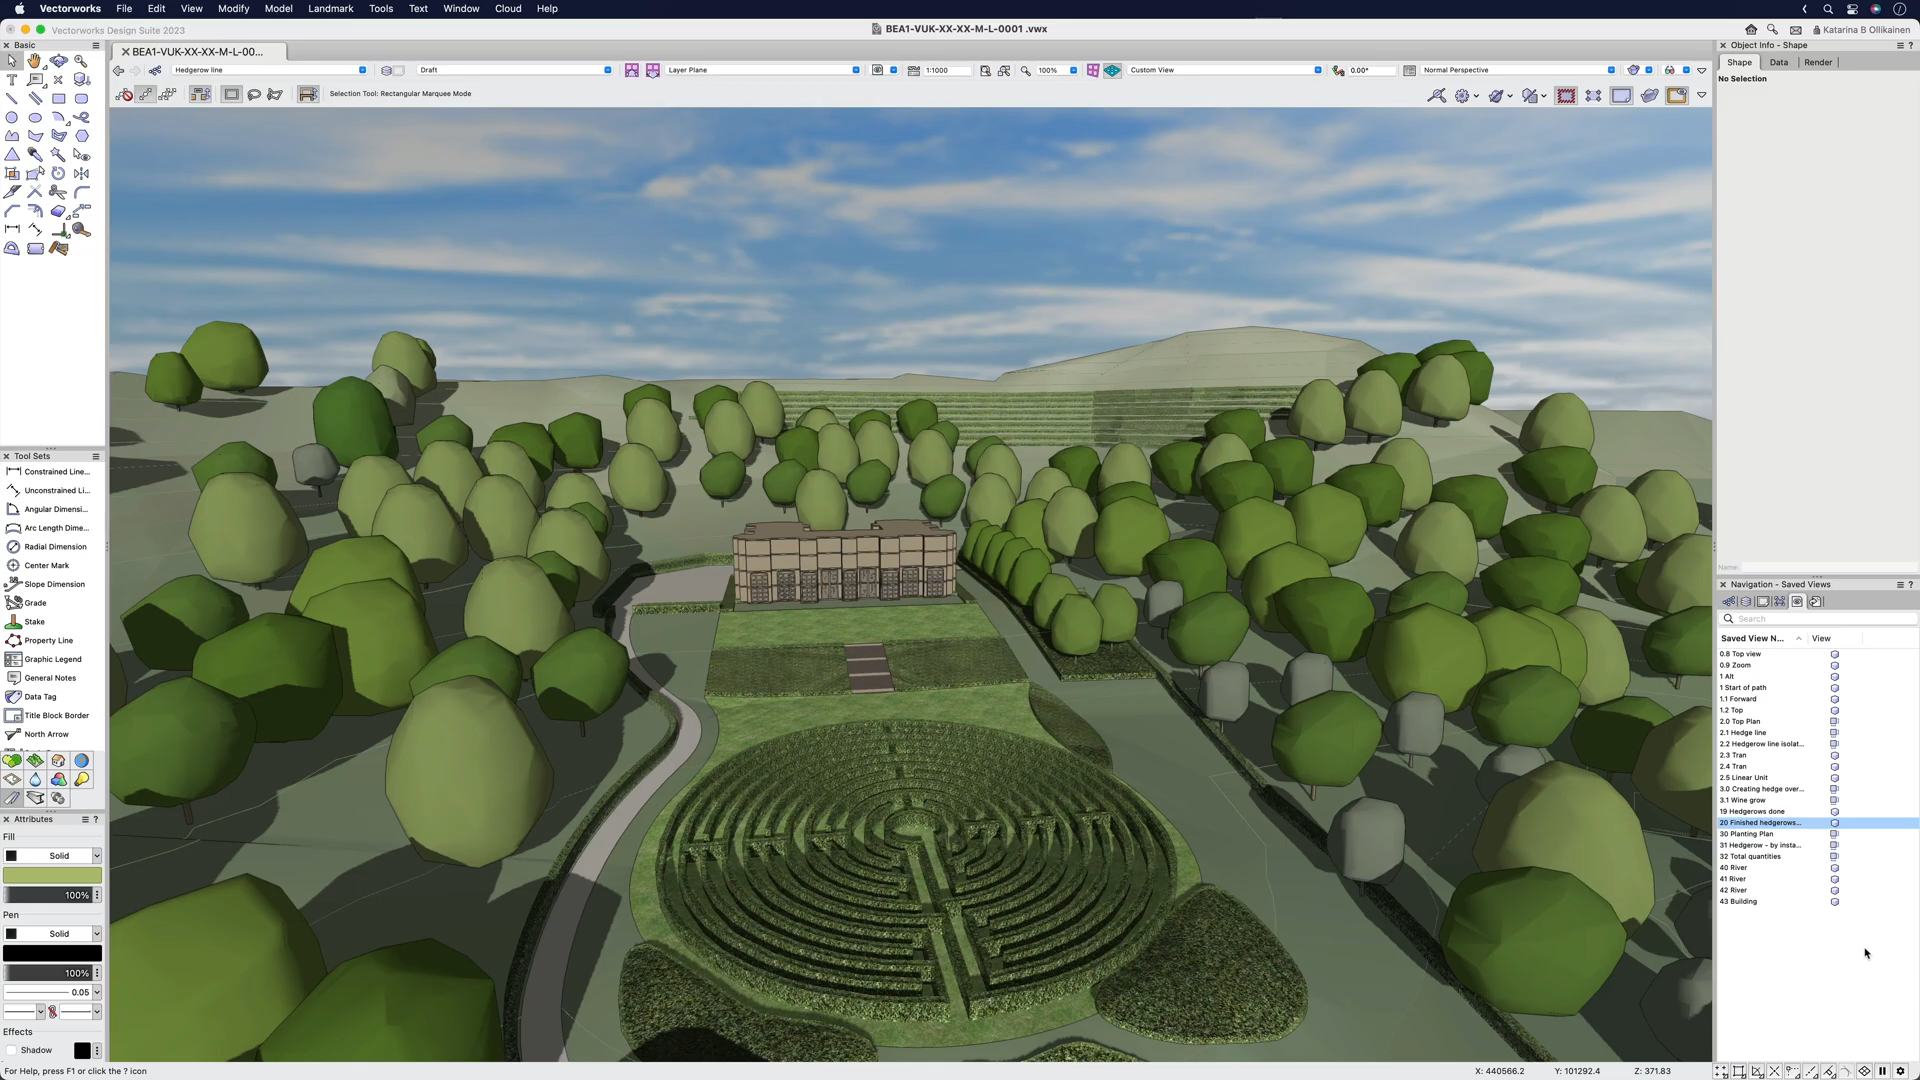 Vectorworks File Edit View Modify Model Landmark Tools Text Window Cloud Help
Vectorworks Design Suite 2023
BEA1-VUK-XX-XX-M-L-0001.vwx
Katarina B Ollikainen
Basic
BEA1-VUK-XX-XX-M-L-00...
Hedgerow line
Draft
Layer Plane
1:1000
100%
Custom View
0.00°
Normal Perspective
Selection Tool: Rectangular Marquee Mode
Object Info - Shape
Shape Data Render
No Selection
Name:
Tool Sets
Constrained Line...
Unconstrained Li...
Angular Dimensi...
Arc Length Dime...
Radial Dimension
Center Mark
Slope Dimension
Grade
Stake
Property Line
Graphic Legend
General Notes
Data Tag
Title Block Border
North Arrow
Attributes
Fill
Solid
100%
Pen
Solid
100%
0.05
Effects
Shadow
Navigation - Saved Views
Search
Saved View N... View
0.8 Top view
0.9 Zoom
1 Alt
1 Start of path
1.1 Forward
1.2 Top
2.0 Top Plan
2.1 Hedge line
2.2 Hedgerow line isolat...
2.3 Tran
2.4 Tran
2.5 Linear Unit
3.0 Creating hedge over...
3.1 Wine grow
19 Hedgerows done
20 Finished hedgerows...
30 Planting Plan
31 Hedgerow - by insta...
32 Total quantities
40 River
41 River
42 River
43 Building
For Help, press F1 or click the ? icon
X: 440566.2 Y: 101292.4 Z: 371.83